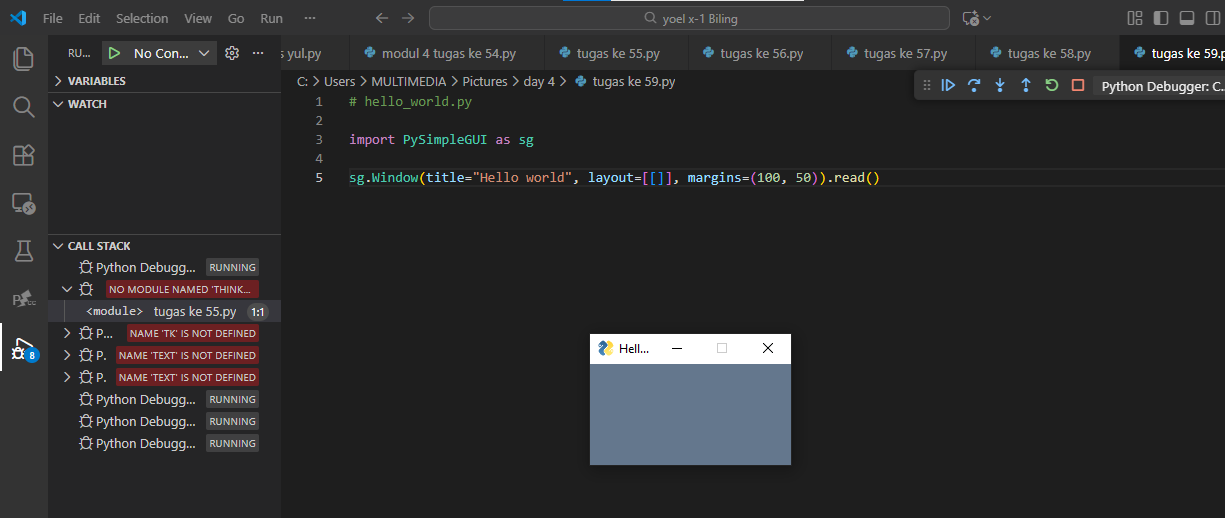 File Edit Selection View Go Run ··· yoel x-1 Biling
RU... No Con... ···
s yul.py modul 4 tugas ke 54.py tugas ke 55.py tugas ke 56.py tugas ke 57.py tugas ke 58.py tugas ke 59.p
C: > Users > MULTIMEDIA > Pictures > day 4 > tugas ke 59.py
Python Debugger: C...
VARIABLES
WATCH
1 # hello_world.py
2
3 import PySimpleGUI as sg
4
5 sg.Window(title="Hello world", layout=[[]], margins=(100, 50)).read()
CALL STACK
Python Debugg... RUNNING
NO MODULE NAMED 'THINK...
<module> tugas ke 55.py 1:1
P... NAME 'TK' IS NOT DEFINED
P. NAME 'TEXT' IS NOT DEFINED
P. NAME 'TEXT' IS NOT DEFINED
Python Debugg... RUNNING
Python Debugg... RUNNING
Python Debugg... RUNNING
8
Hell...